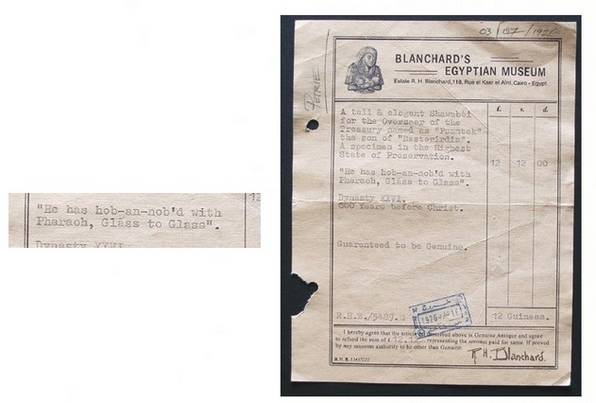 "He has hob-an-nob'd with
Pharaoh, Glass to Glass".
Dynasty XXVI
12
PETRIE
BLANCHARD'S
EGYPTIAN MUSEUM
Estate R. H. Blanchard, 118, Rue el Kasr el Aini, Cairo - Egypt.
£. s. d.
A tall & elegant Shawabti
for the Overseer of the
Treasury named as
the son of
A specimen in the Highest
State of Preservation.
12 12 00
"He has hob-an-nob'd with
Pharaoh, Glass to Glass".
Dynasty XXVI.
600 Years before Christ.
Guaranteed to be Genuine.
R.H.B./5487. 12 Guineas.
I hereby agree that the article described above is Genuine Antique and agree
to refund the sum of £ representing the amount paid for same. If proved
by any museum authority to be other than Genuine.
R.H. Blanchard.